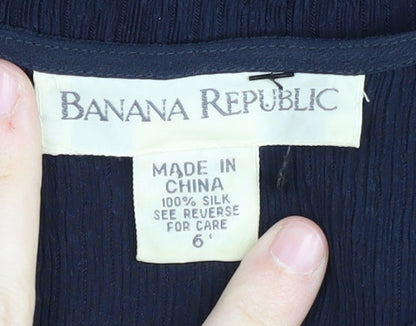 BANANA REPUBLIC
MADE IN
CHINA
100% SILK
SEE REVERSE
FOR CARE
6